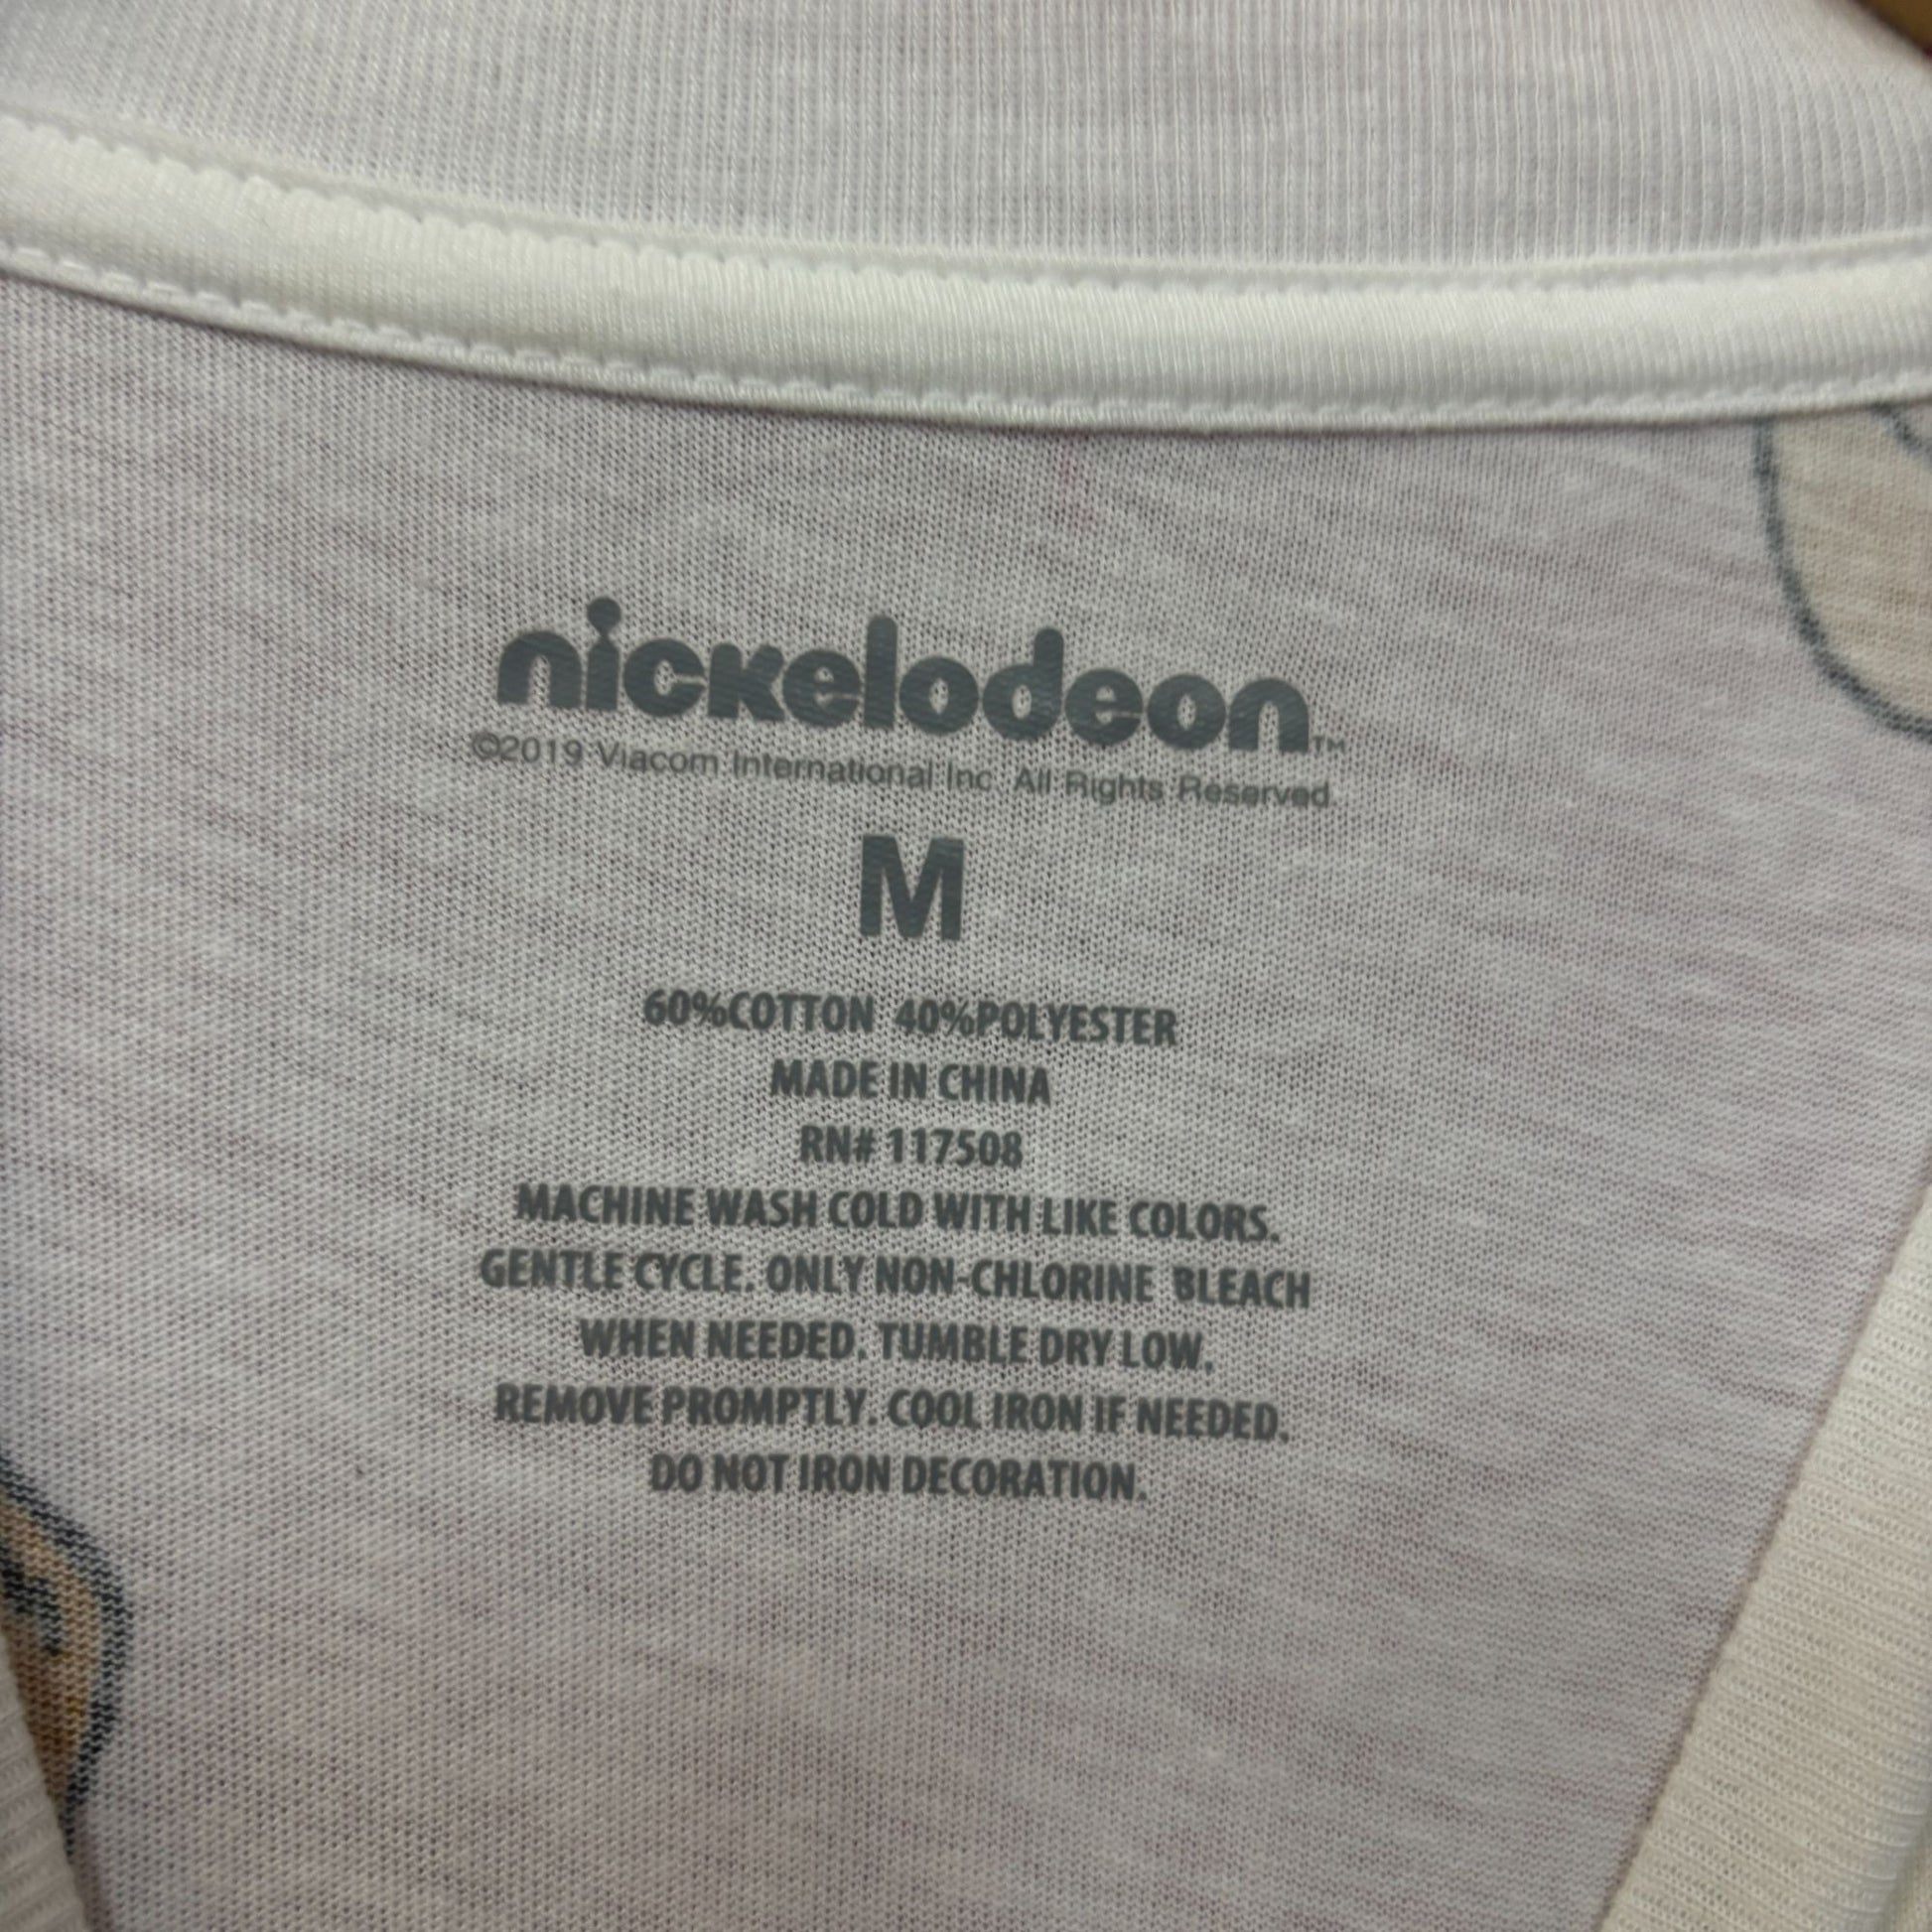 nickelodeon™
©2019 Viacom International Inc. All Rights Reserved.
M
60%COTTON 40%POLYESTER
MADE IN CHINA
RN# 117508
MACHINE WASH COLD WITH LIKE COLORS.
GENTLE CYCLE. ONLY NON-CHLORINE BLEACH
WHEN NEEDED. TUMBLE DRY LOW.
REMOVE PROMPTLY. COOL IRON IF NEEDED.
DO NOT IRON DECORATION.